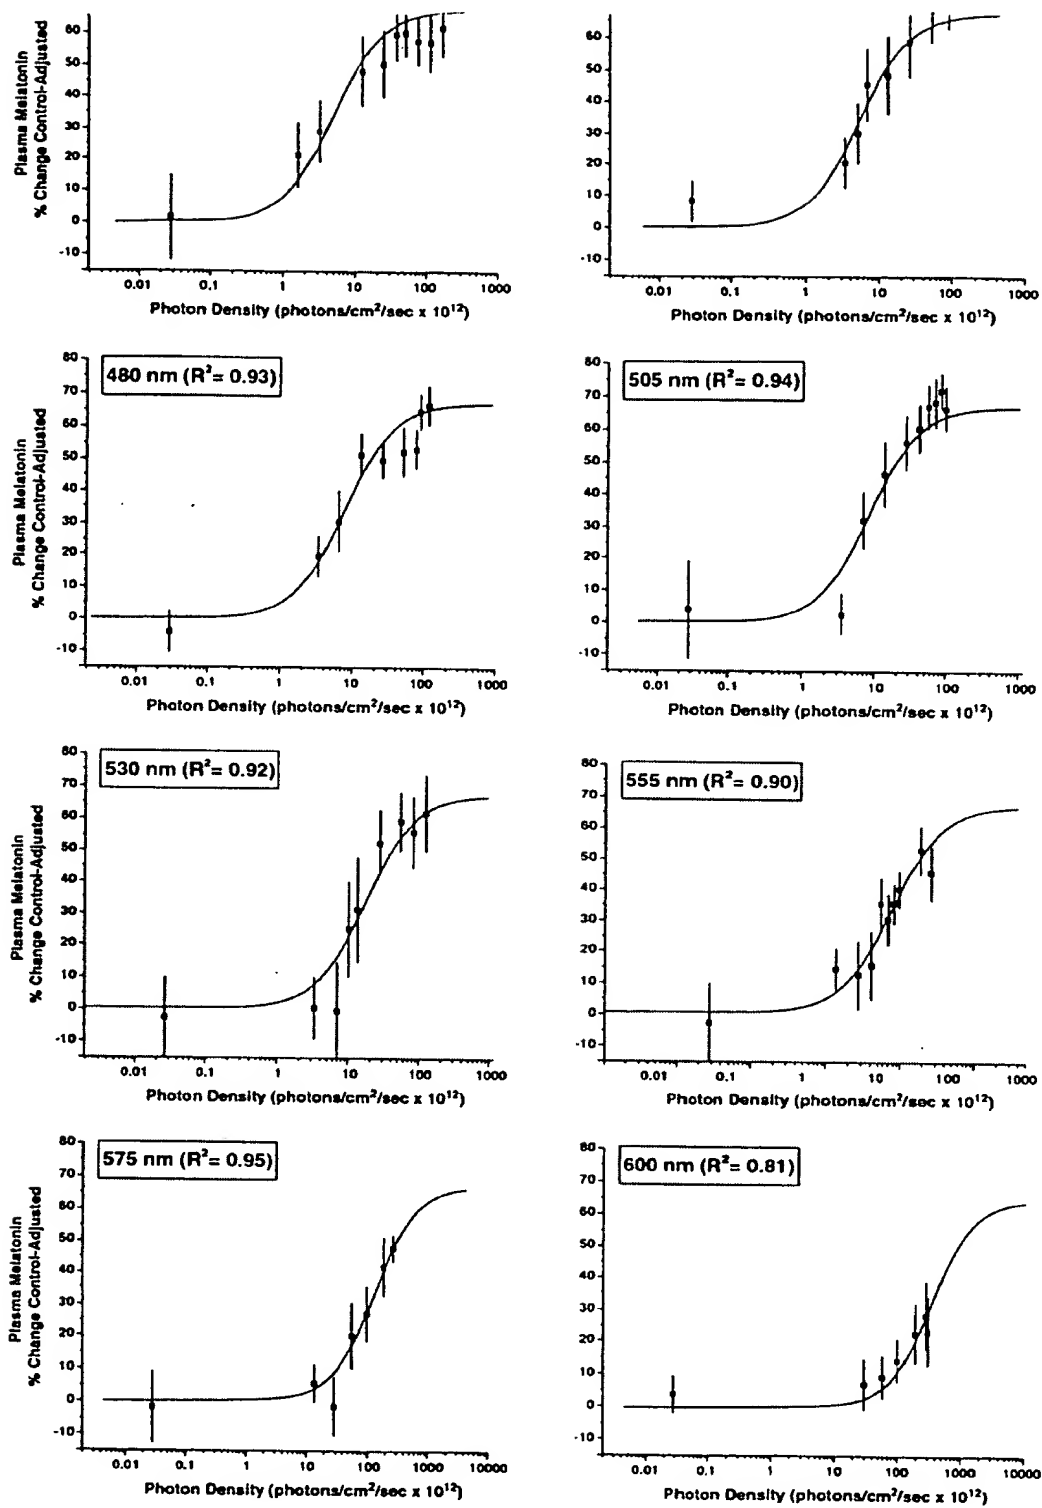 Plasma Melatonin
% Change Control-Adjusted
60
50
40
30
20
10
0
-10
0.01 0.1 1 10 100 1000
Photon Density (photons/cm²/sec x 10¹²)
60
50
40
30
20
10
0
-10
0.01 0.1 1 10 100 1000
Photon Density (photons/cm²/sec x 10¹²)
480 nm (R²= 0.93)
Plasma Melatonin
% Change Control-Adjusted
80
70
60
50
40
30
20
10
0
-10
0.01 0.1 1 10 100 1000
Photon Density (photons/cm²/sec x 10¹²)
505 nm (R²= 0.94)
80
70
60
50
40
30
20
10
0
-10
0.01 0.1 1 10 100 1000
Photon Density (photons/cm²/sec x 10¹²)
530 nm (R²= 0.92)
Plasma Melatonin
% Change Control-Adjusted
80
70
60
50
40
30
20
10
0
-10
0.01 0.1 1 10 100 1000
Photon Density (photons/cm²/sec x 10¹²)
555 nm (R²= 0.90)
80
70
60
50
40
30
20
10
0
-10
0.01 0.1 1 10 100 1000
Photon Density (photons/cm²/sec x 10¹²)
575 nm (R²= 0.95)
Plasma Melatonin
% Change Control-Adjusted
80
70
60
50
40
30
20
10
0
-10
0.01 0.1 1 10 100 1000 10000
Photon Density (photons/cm²/sec x 10¹²)
600 nm (R²= 0.81)
80
70
60
50
40
30
20
10
0
-10
0.01 0.1 1 10 100 1000 10000
Photon Density (photons/cm²/sec x 10¹²)